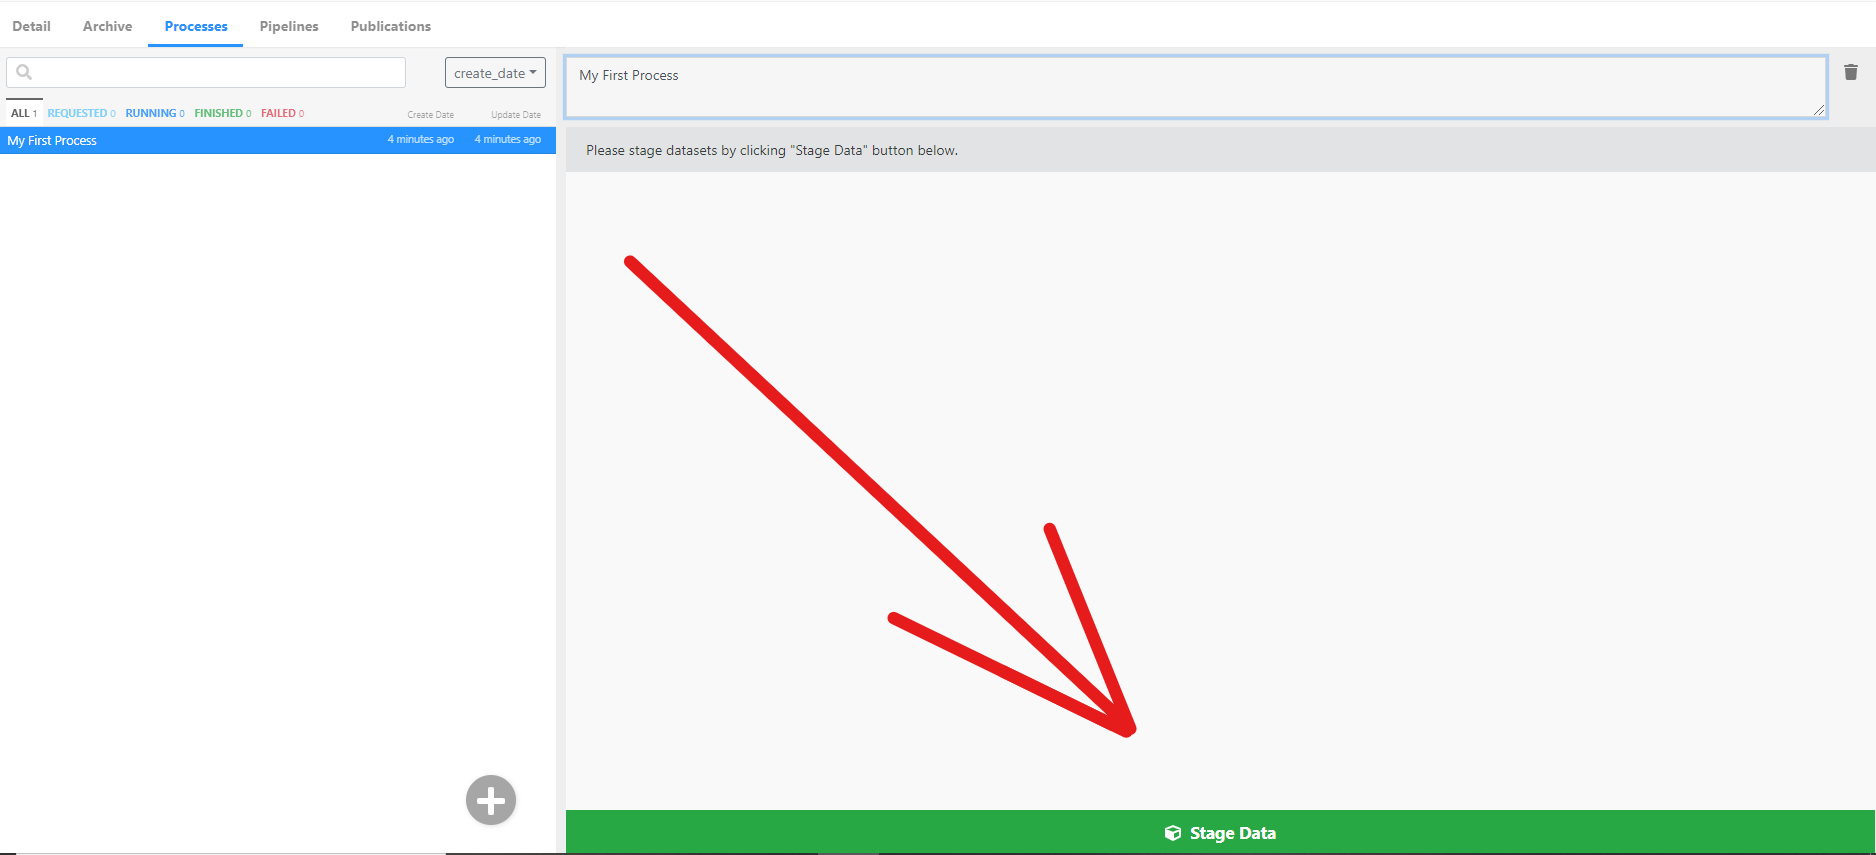 Detail Archive Processes Pipelines Publications
create_date
My First Process
ALL 1 REQUESTED 0 RUNNING 0 FINISHED 0 FAILED 0 Create Date Update Date
My First Process 4 minutes ago 4 minutes ago
Please stage datasets by clicking "Stage Data" button below.
Stage Data